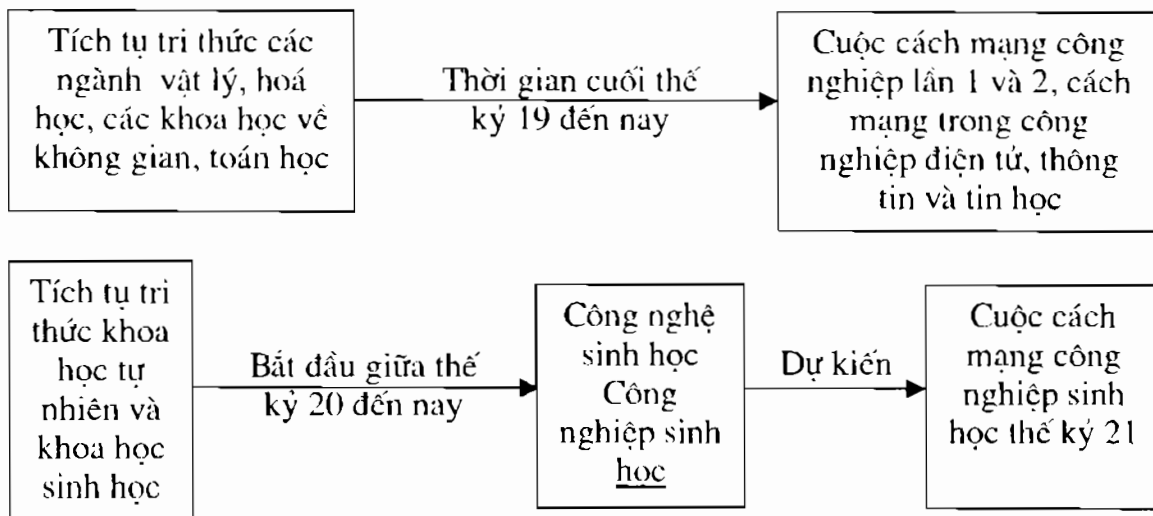 Tích tụ tri thức các
ngành vật lý, hoá
học, các khoa học về
không gian, toán học
Thời gian cuối thế
kỷ 19 đến nay
Cuộc cách mạng công
nghiệp lần 1 và 2, cách
mạng trong công
nghiệp điện tử, thông
tin và tin học
Tích tụ tri
thức khoa
học tự
nhiên và
khoa học
sinh học
Bắt đầu giữa thế
kỷ 20 đến nay
Công nghệ
sinh học
Công
nghiệp sinh
học
Dự kiến
Cuộc cách
mạng công
nghiệp sinh
học thế kỷ 21